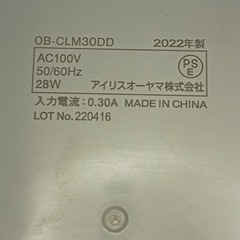 OB-CLM30DD 2022年製
AC100V
50/60Hz
28W
PS
E
アイリスオーヤマ株式会社
入力電流:0.30A MADE IN CHINA
LOT No.220416